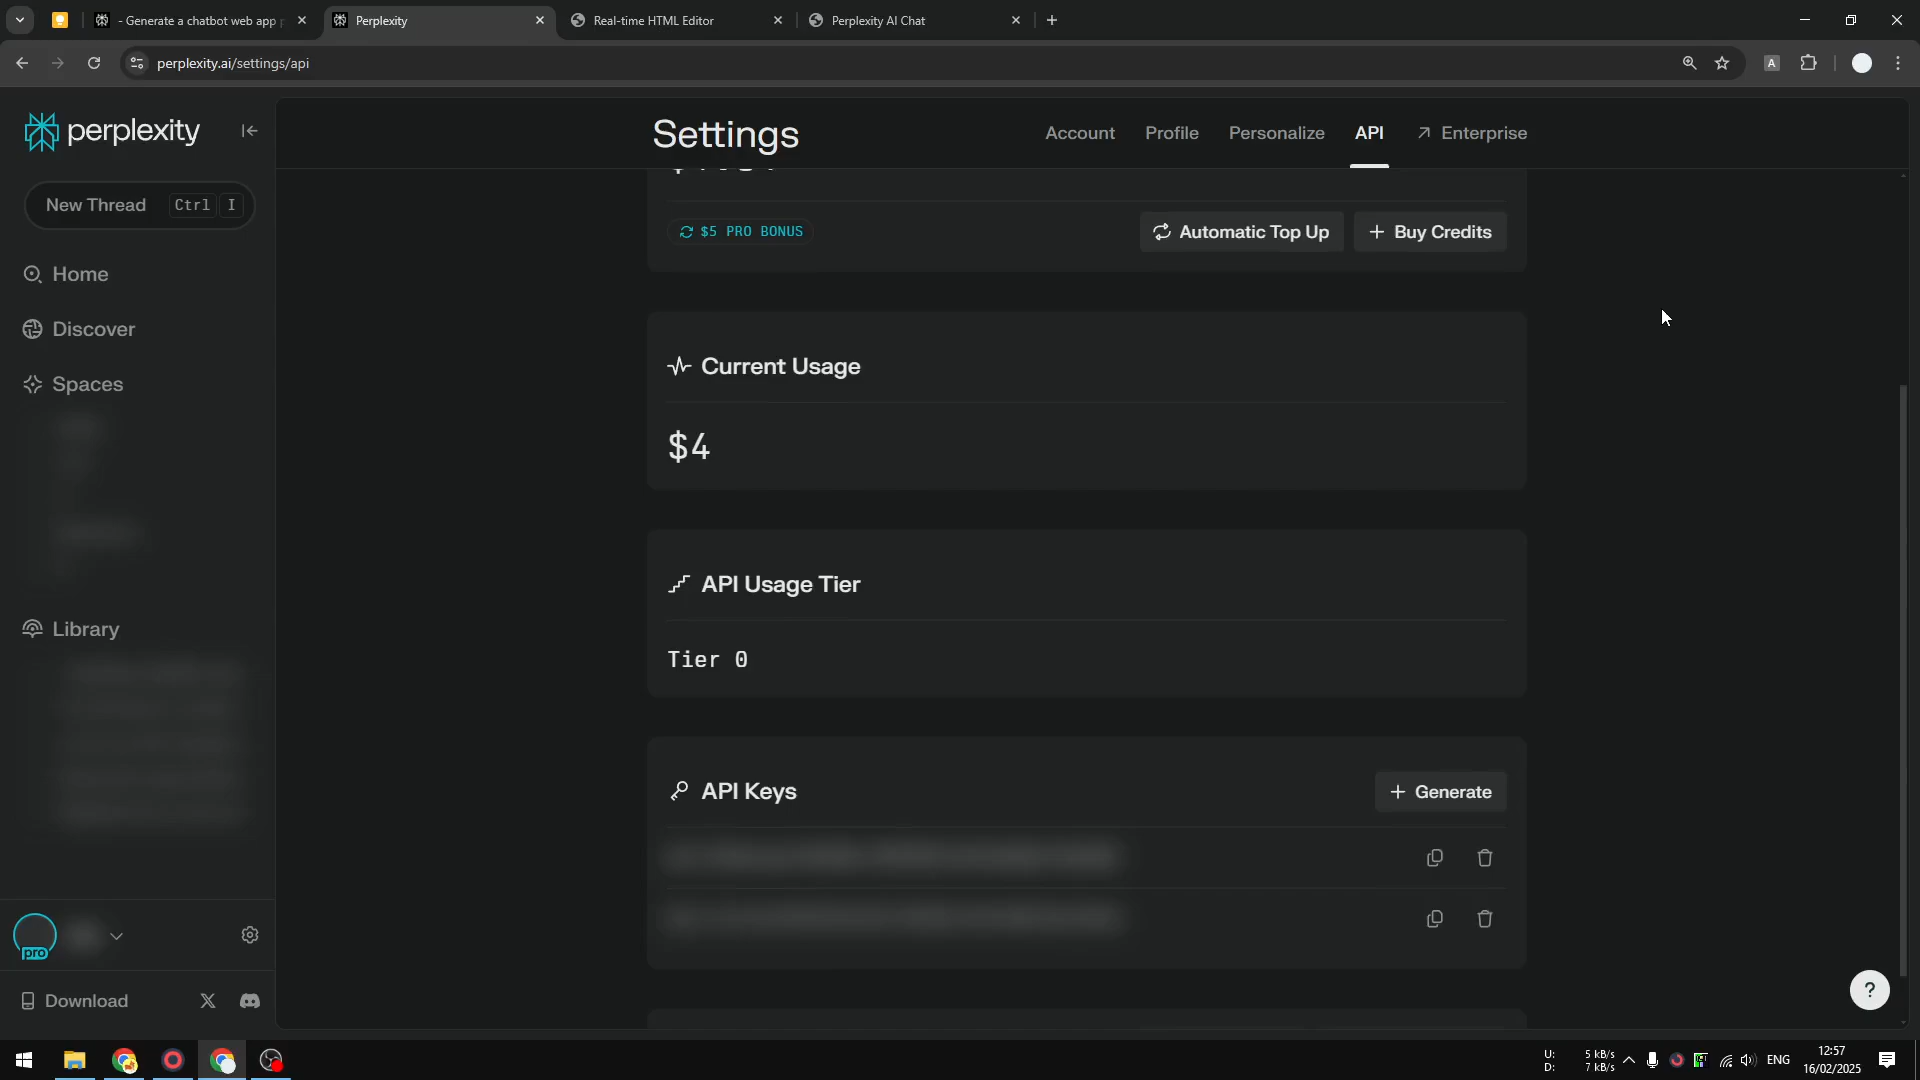 - Generate a chatbot web app
Perplexity
Real-time HTML Editor
Perplexity AI Chat
perplexity.ai/settings/api
A
perplexity
Settings
Account
Profile
Personalize
API
Enterprise
New Thread
Ctrl
I
$5 PRO BONUS
Automatic Top Up
Buy Credits
Home
Discover
Spaces
Current Usage
$4
API Usage Tier
Tier 0
Library
API Keys
Generate
pro
Download
?
U:
5 kB/s
D:
7 kB/s
ENG
12:57
16/02/2025